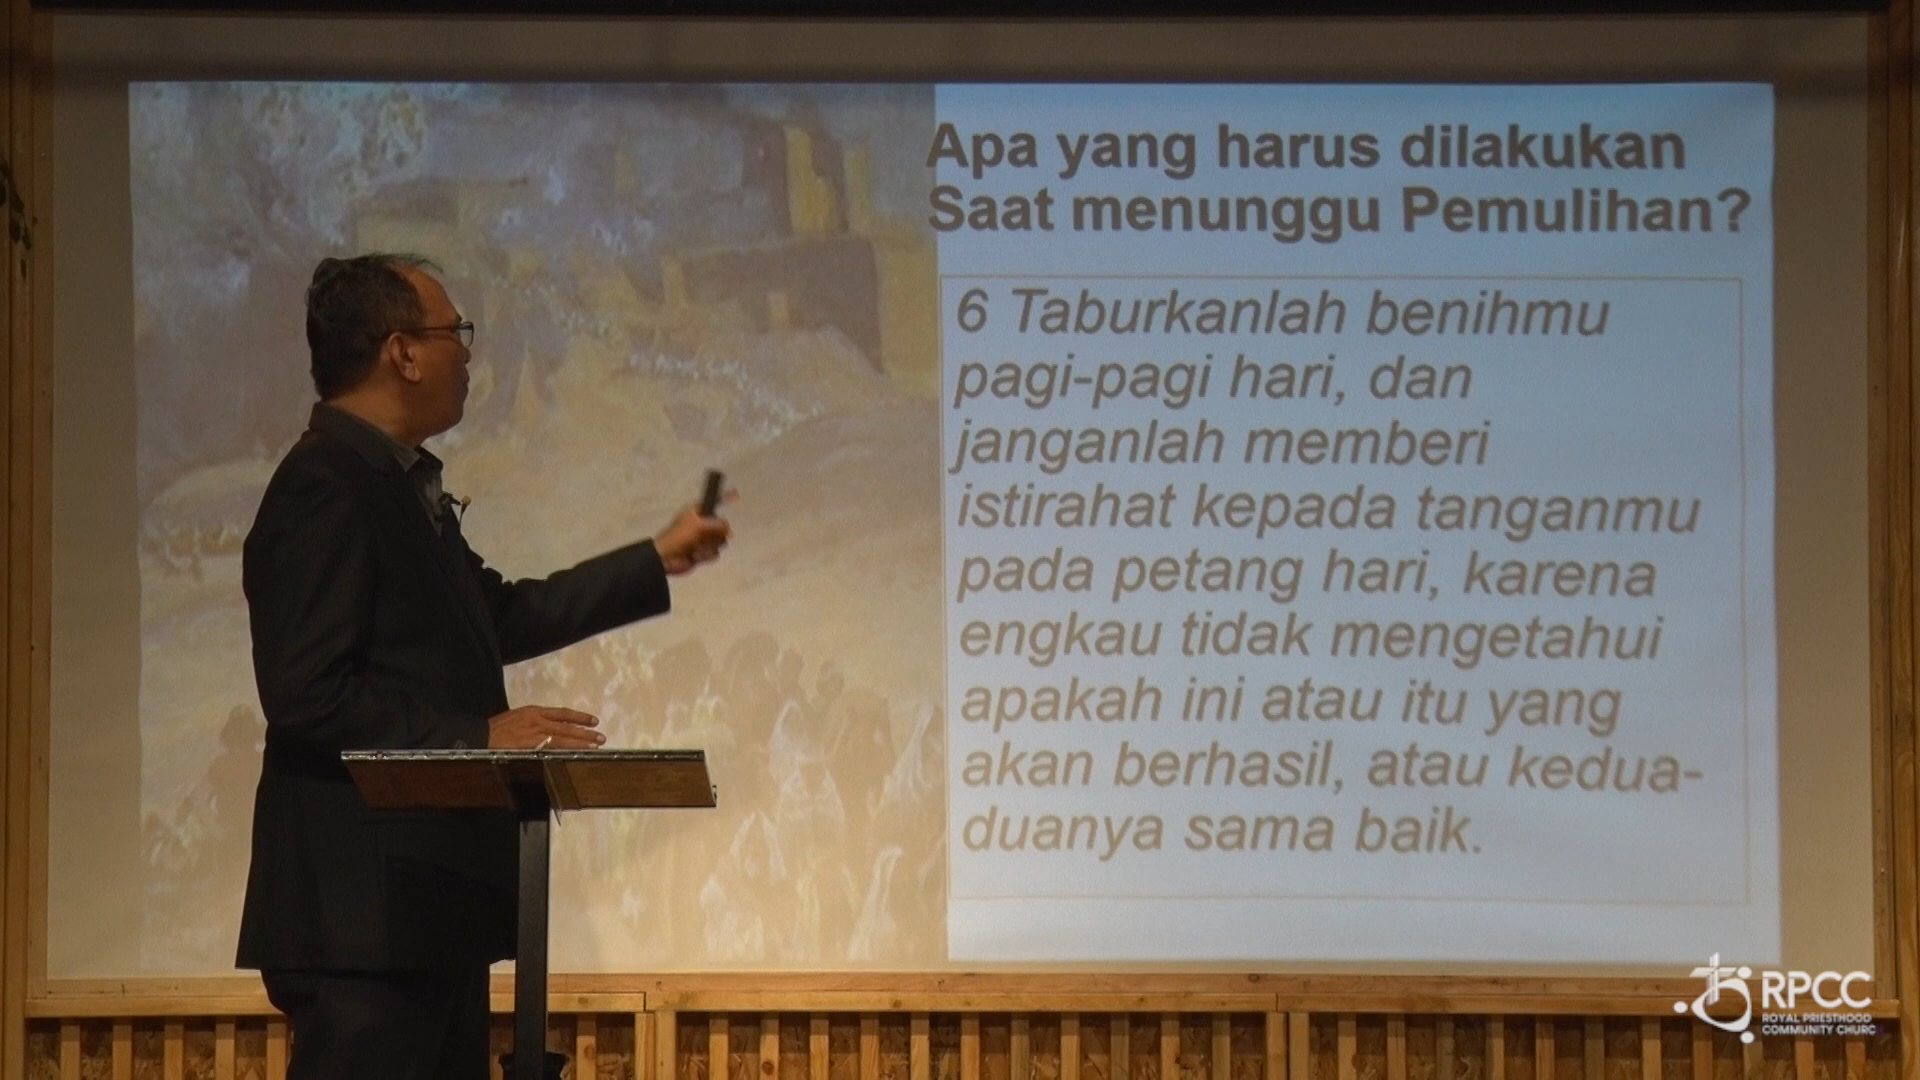 Apa yang harus dilakukan
Saat menunggu Pemulihan?
6 Taburkanlah benihmu
pagi-pagi hari, dan
janganlah memberi
istirahat kepada tanganmu
pada petang hari, karena
engkau tidak mengetahui
apakah ini atau itu yang
akan berhasil, atau kedua-
duanya sama baik.
RPCC
ROYAL PRIESTHOOD
COMMUNITY CHURC